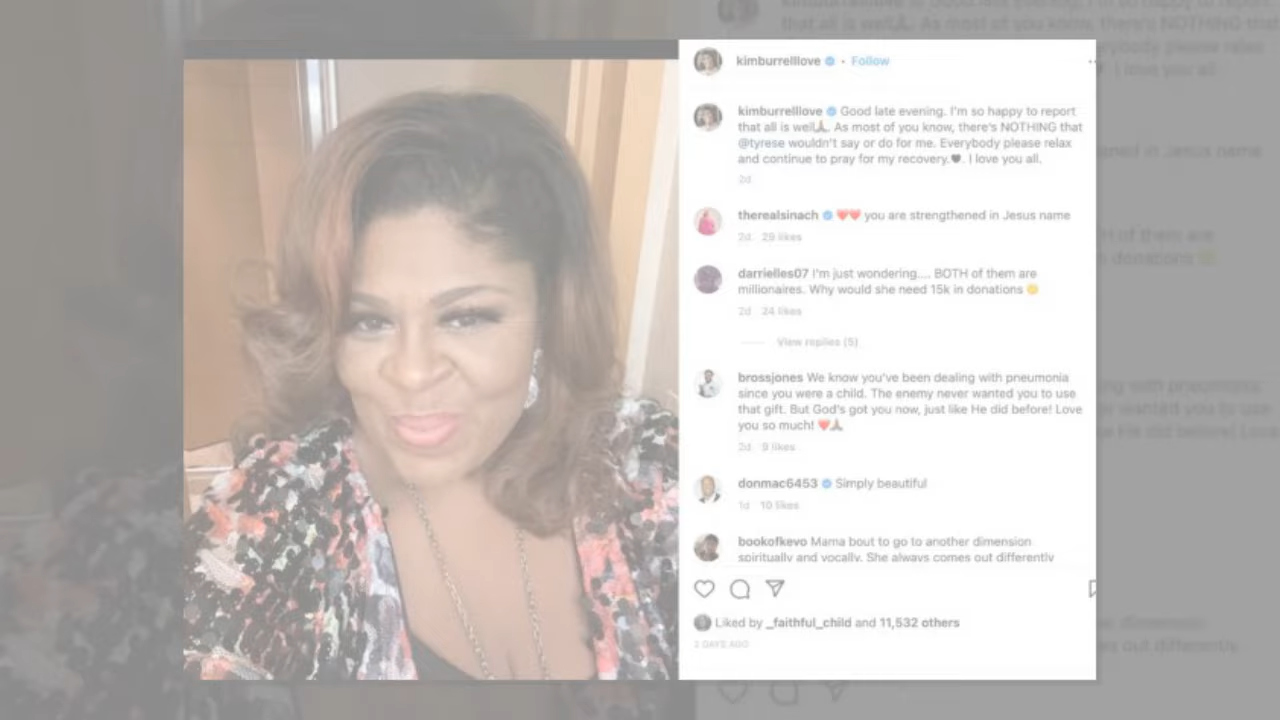 kimburrelllove • Follow
kimburrelllove Good late evening. I'm so happy to report
that all is well🙏🏽. As most of you know, there's NOTHING that
@tyrese wouldn't say or do for me. Everybody please relax
and continue to pray for my recovery.🖤. I love you all.
2d
therealsinach ❤️❤️ you are strengthened in Jesus name
2d 29 likes
darrielles07 I'm just wondering.... BOTH of them are
millionaires. Why would she need 15k in donations
2d 24 likes
View replies (5)
brossjones We know you've been dealing with pneumonia
since you were a child. The enemy never wanted you to use
that gift. But God's got you now, just like He did before! Love
you so much! ❤️🙏🏽
2d 9 likes
donmac6453 Simply beautiful
1d 10 likes
bookofkevo Mama bout to go to another dimension
spiritually and vocally. She always comes out differently
Liked by _faithful_child and 11,532 others
2 DAYS AGO